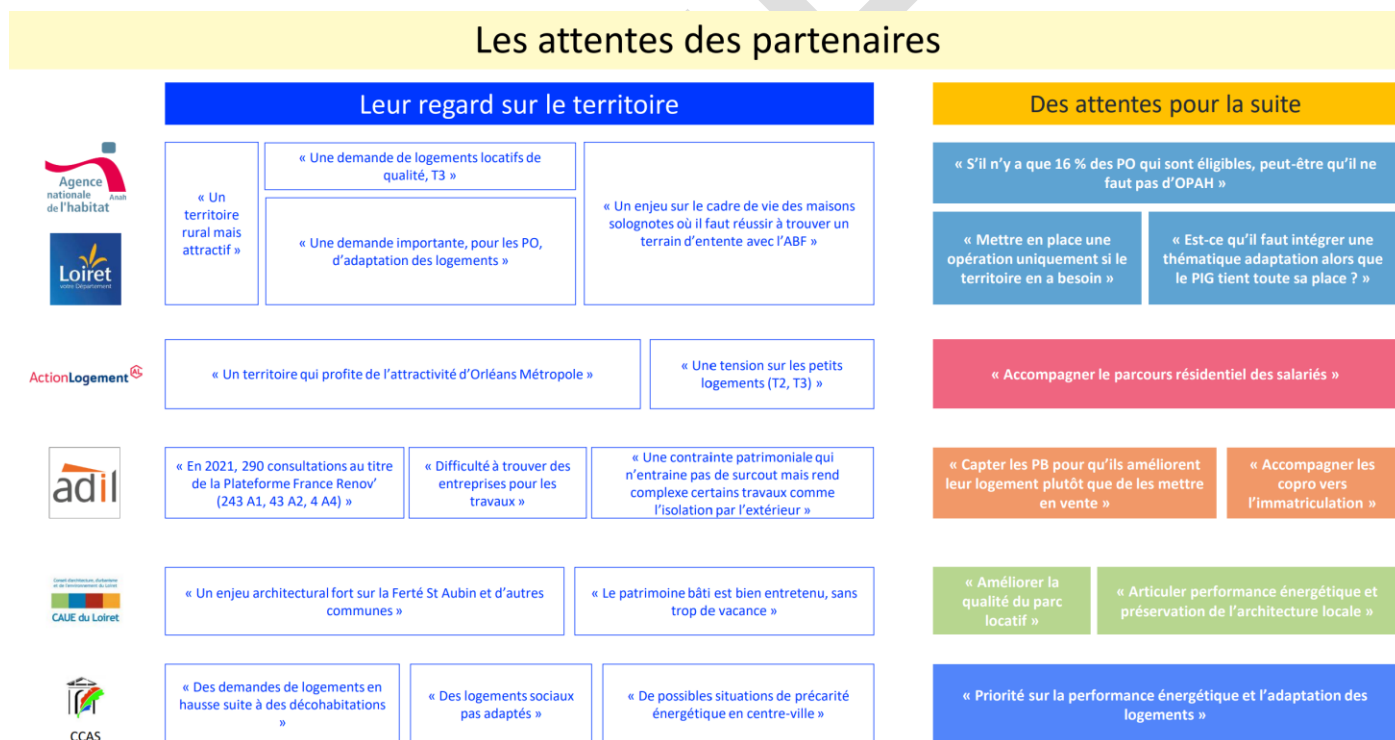 Les attentes des partenaires
Leur regard sur le territoire
Des attentes pour la suite
Agence
nationale
de l'habitat
Anah
Loiret
votre Département
« Un
territoire
rural mais
attractif »
« Une demande de logements locatifs de
qualité, T3 »
« Une demande importante, pour les PO,
d'adaptation des logements »
« Un enjeu sur le cadre de vie des maisons
solognotes où il faut réussir à trouver un
terrain d'entente avec l'ABF »
« S'il n'y a que 16 % des PO qui sont éligibles, peut-être qu'il ne
faut pas d'OPAH »
« Mettre en place une
opération uniquement si le
territoire en a besoin »
« Est-ce qu'il faut intégrer une
thématique adaptation alors que
le PIG tient toute sa place ? »
ActionLogement
« Un territoire qui profite de l'attractivité d'Orléans Métropole »
« Une tension sur les petits
logements (T2, T3) »
« Accompagner le parcours résidentiel des salariés »
adil
« En 2021, 290 consultations au titre
de la Plateforme France Renov'
(243 A1, 43 A2, 4 A4) »
« Difficulté à trouver des
entreprises pour les
travaux »
« Une contrainte patrimoniale qui
n'entraine pas de surcout mais rend
complexe certains travaux comme
l'isolation par l'extérieur »
« Capter les PB pour qu'ils améliorent
leur logement plutôt que de les mettre
en vente »
« Accompagner les
copro vers
l'immatriculation »
Conseil d'architecture, d'urbanisme
et de l'environnement du Loiret
CAUE du Loiret
« Un enjeu architectural fort sur la Ferté St Aubin et d'autres
communes »
« Le patrimoine bâti est bien entretenu, sans
trop de vacance »
« Améliorer la
qualité du parc
locatif »
« Articuler performance énergétique et
préservation de l'architecture locale »
CCAS
« Des demandes de logements en
hausse suite à des décohabitations
»
« Des logements sociaux
pas adaptés »
« De possibles situations de précarité
énergétique en centre-ville »
« Priorité sur la performance énergétique et l'adaptation des
logements »